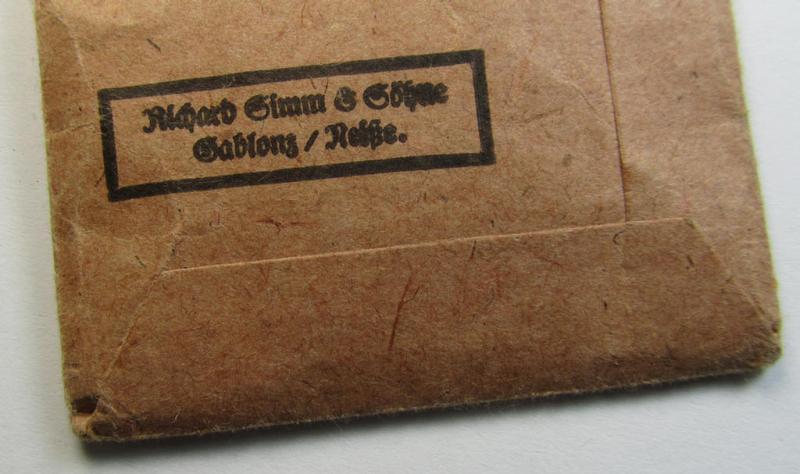 Richard Simm & Söhne
Gablonz / Neiße.